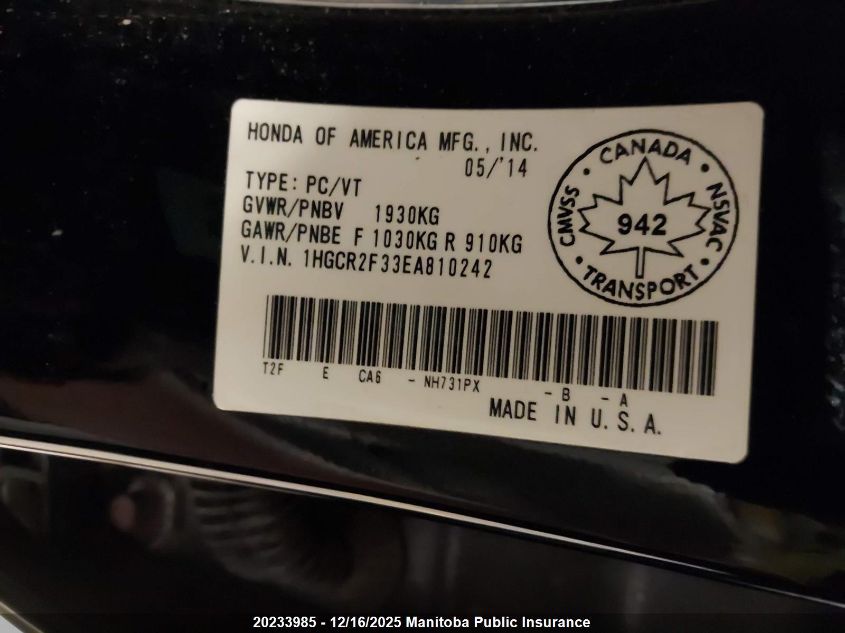 HONDA OF AMERICA MFG., INC.
05/'14
TYPE: PC/VT
GVWR/PNBV 1930KG
GAWR/PNBE F 1030KG R 910KG
V.I.N. 1HGCR2F33EA810242
CANADA
CMVSS
942
NSVAC
TRANSPORT
T2F E CA6 - NH731PX - B - A
MADE IN U.S.A.
20233985 - 12/16/2025 Manitoba Public Insurance